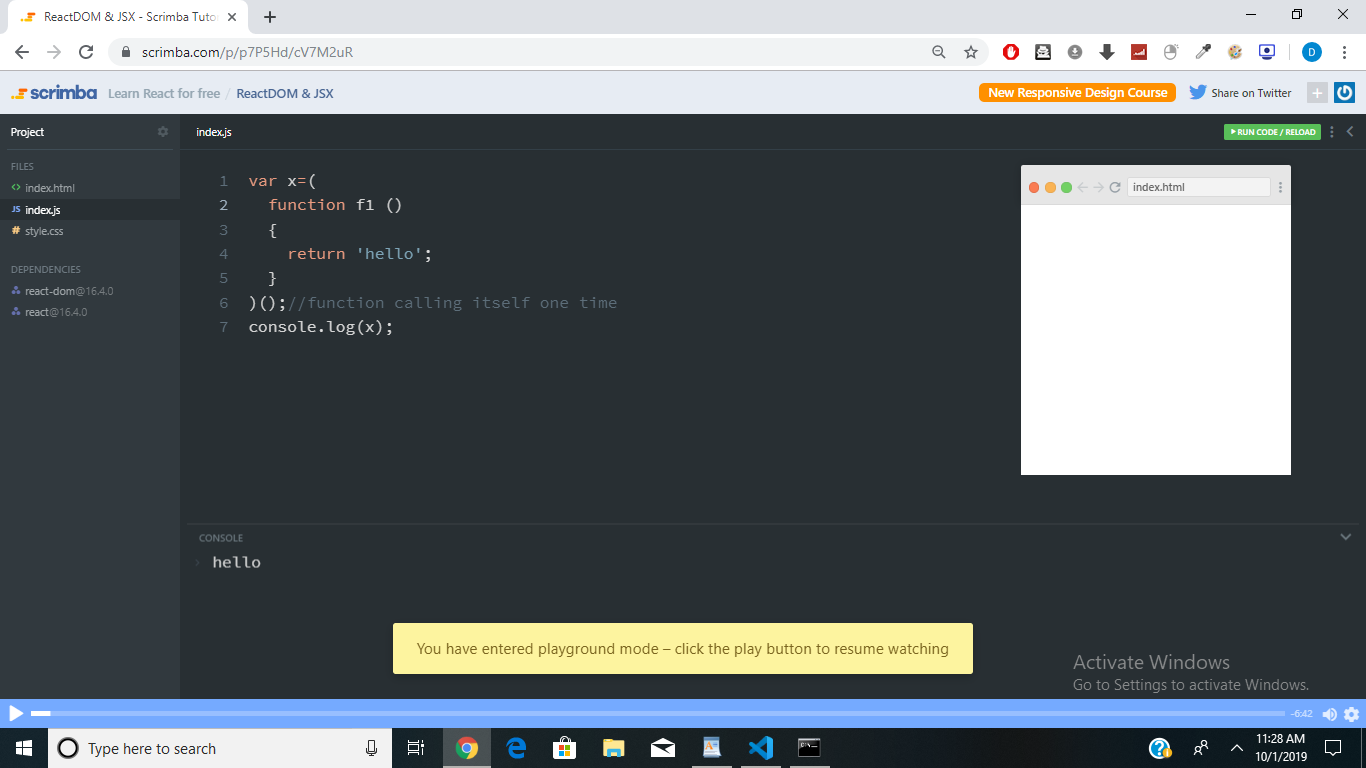 ReactDOM & JSX - Scrimba Tuto
scrimba.com/p/p7P5Hd/cV7M2uR
D
scrimba Learn React for free / ReactDOM & JSX
New Responsive Design Course
Share on Twitter
Project
index.js
RUN CODE / RELOAD
FILES
index.html
JS index.js
# style.css
DEPENDENCIES
react-dom@16.4.0
react@16.4.0
1 var x=(
2 function f1 ()
3 {
4 return 'hello';
5 }
6 )();//function calling itself one time
7 console.log(x);
index.html
CONSOLE
hello
You have entered playground mode – click the play button to resume watching
Activate Windows
Go to Settings to activate Windows.
-6:42
Type here to search
11:28 AM
10/1/2019